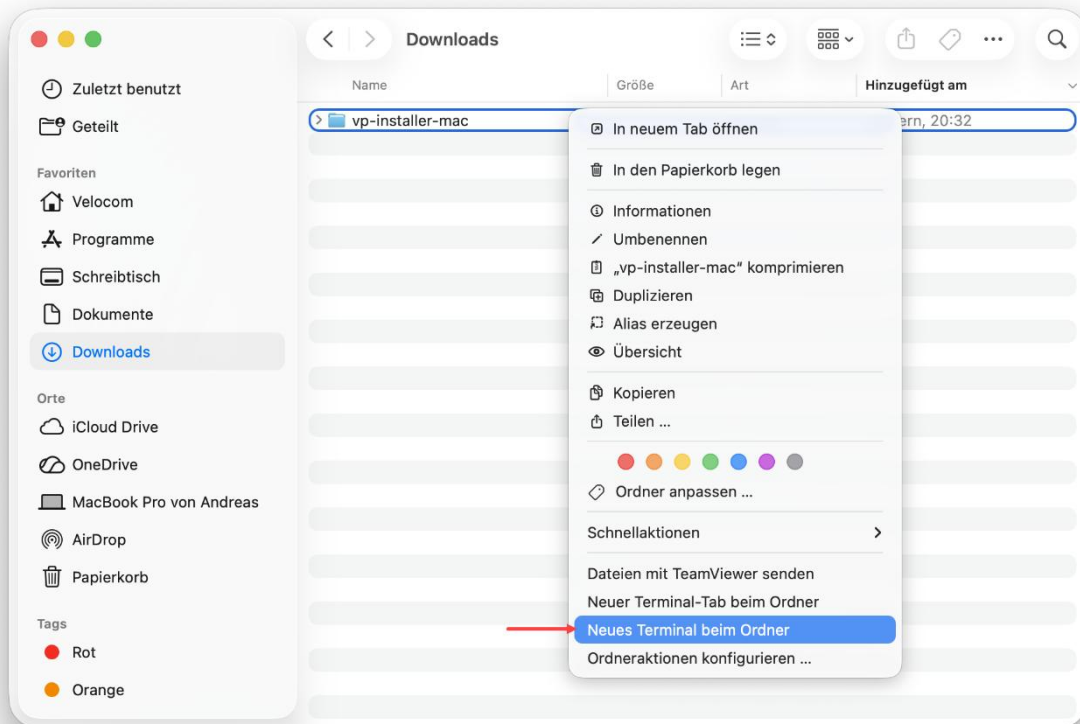 Downloads
Zuletzt benutzt
Geteilt
Favoriten
Velocom
Programme
Schreibtisch
Dokumente
Downloads
Orte
iCloud Drive
OneDrive
MacBook Pro von Andreas
AirDrop
Papierkorb
Tags
Rot
Orange
Name Größe Art Hinzugefügt am
vp-installer-mac ern, 20:32
In neuem Tab öffnen
In den Papierkorb legen
Informationen
Umbenennen
„vp-installer-mac“ komprimieren
Duplizieren
Alias erzeugen
Übersicht
Kopieren
Teilen ...
Ordner anpassen ...
Schnellaktionen
Dateien mit TeamViewer senden
Neuer Terminal-Tab beim Ordner
Neues Terminal beim Ordner
Ordneraktionen konfigurieren ...